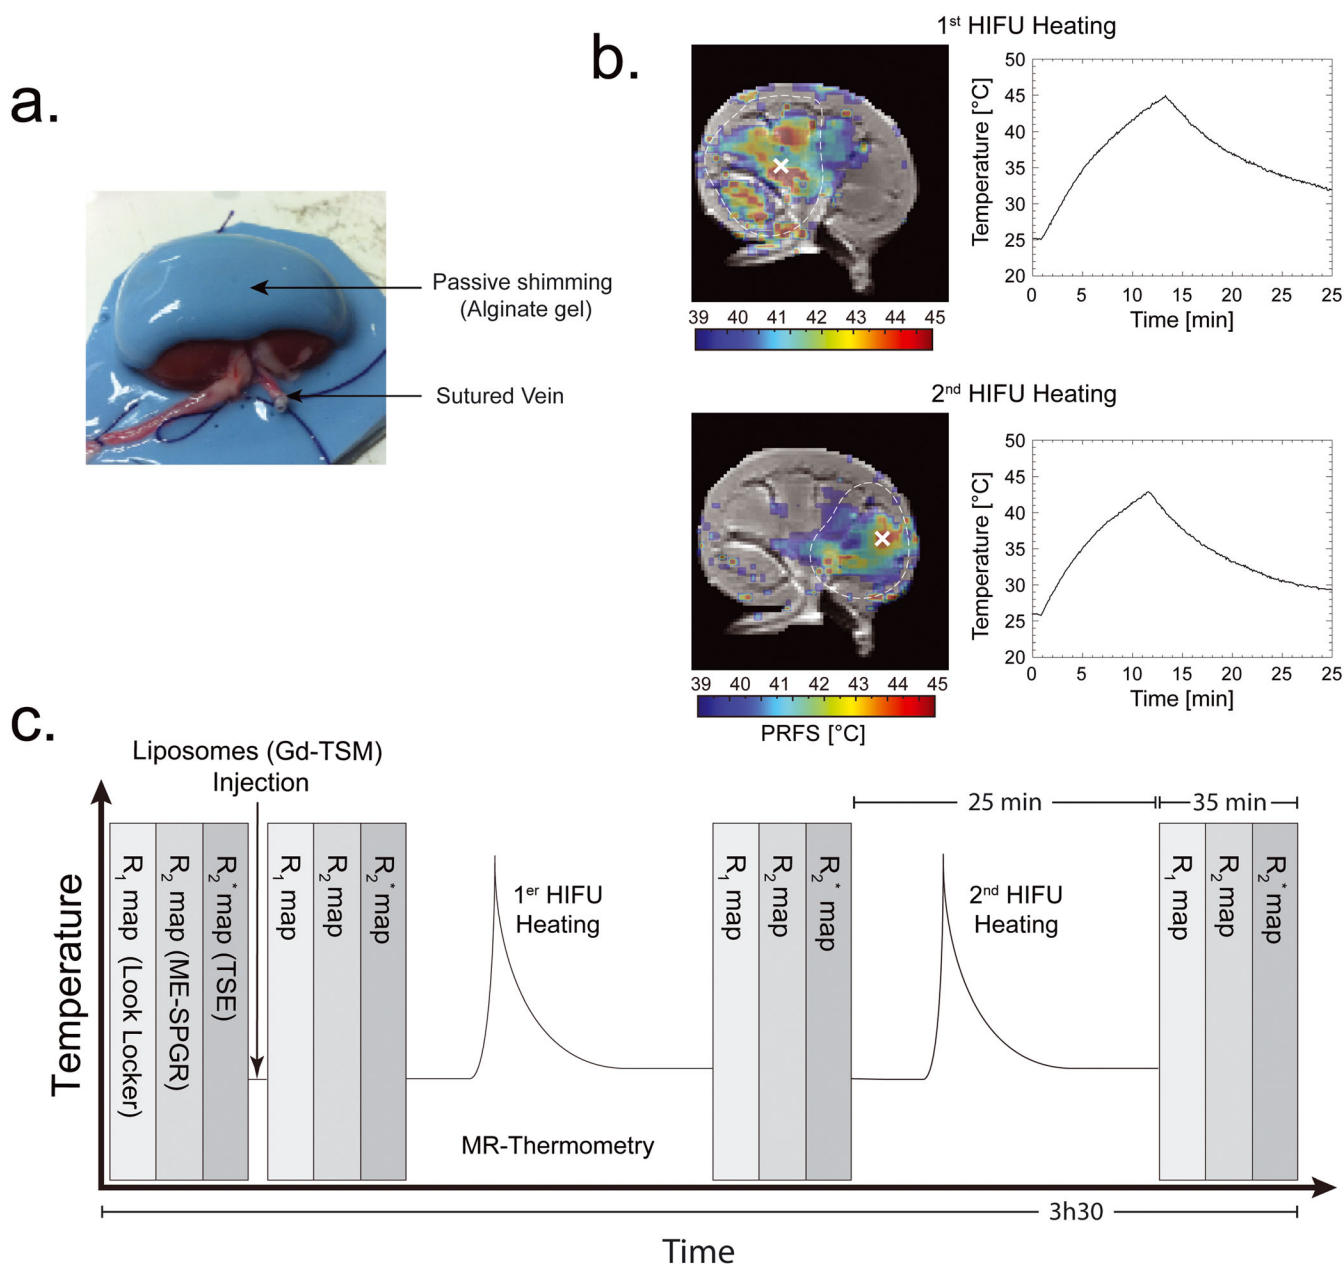 a.
Passive shimming
(Alginate gel)
Sutured Vein
b.
1st HIFU Heating
39 40 41 42 43 44 45
Temperature [°C]
50
45
40
35
30
25
20
0 5 10 15 20 25
Time [min]
2nd HIFU Heating
39 40 41 42 43 44 45
PRFS [°C]
Temperature [°C]
50
45
40
35
30
25
20
0 5 10 15 20 25
Time [min]
c.
Liposomes (Gd-TSM)
Injection
Temperature
R1 map (Look Locker)
R2 map (ME-SPGR)
R2* map (TSE)
R1 map
R2 map
R2* map
1er HIFU
Heating
MR-Thermometry
R1 map
R2 map
R2* map
25 min
2nd HIFU
Heating
35 min
R1 map
R2 map
R2* map
3h30
Time